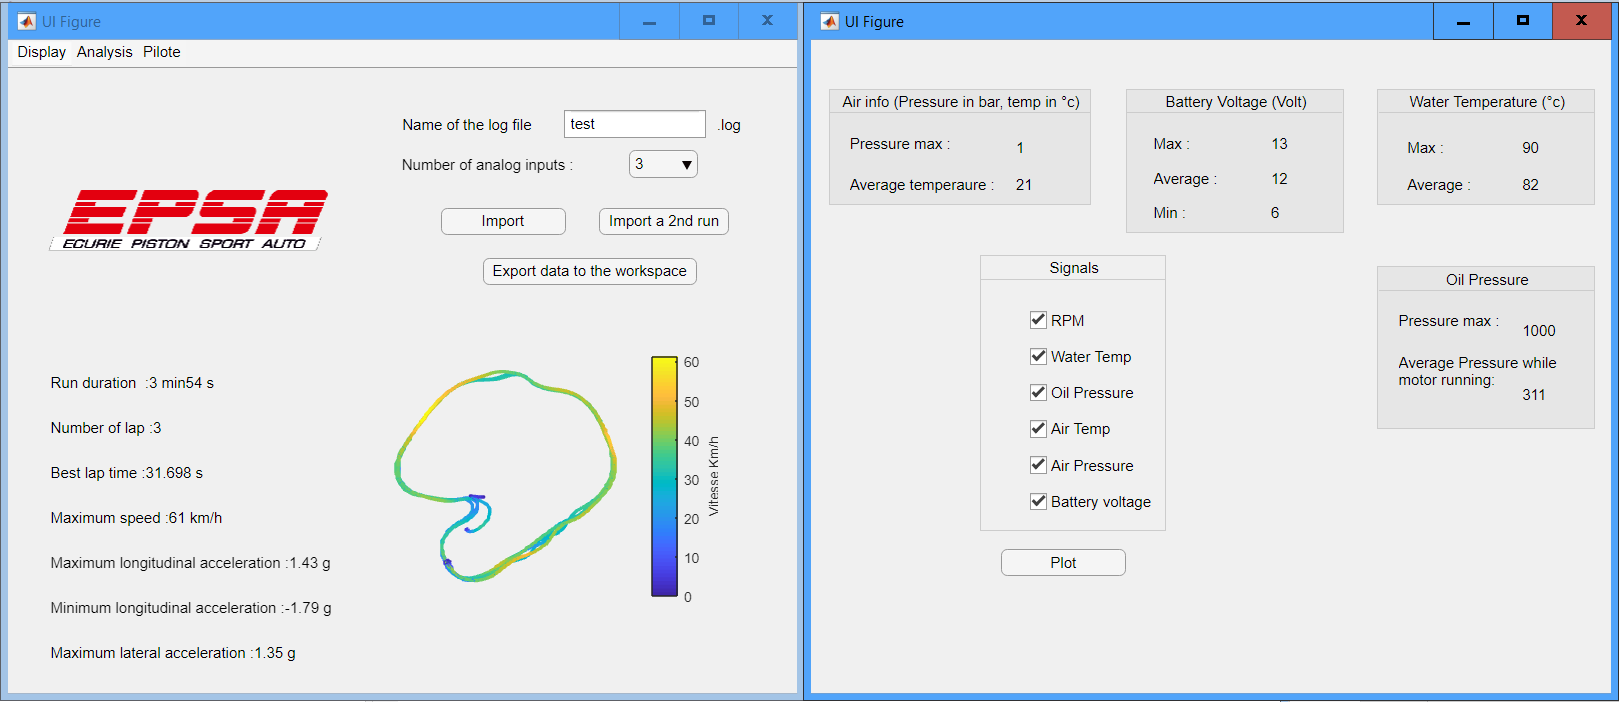 UI Figure
Display Analysis Pilote
Name of the log file test .log
Number of analog inputs : 3
EPSA
ECURIE PISTON SPORT AUTO
Import Import a 2nd run
Export data to the workspace
Run duration :3 min54 s
Number of lap :3
Best lap time :31.698 s
Maximum speed :61 km/h
Maximum longitudinal acceleration :1.43 g
Minimum longitudinal acceleration :-1.79 g
Maximum lateral acceleration :1.35 g
60
50
40
30
20
10
0
Vitesse Km/h
UI Figure
Air info (Pressure in bar, temp in °c)
Pressure max : 1
Average temperaure : 21
Battery Voltage (Volt)
Max : 13
Average : 12
Min : 6
Water Temperature (°c)
Max : 90
Average : 82
Signals
RPM
Water Temp
Oil Pressure
Air Temp
Air Pressure
Battery voltage
Plot
Oil Pressure
Pressure max : 1000
Average Pressure while
motor running:
311